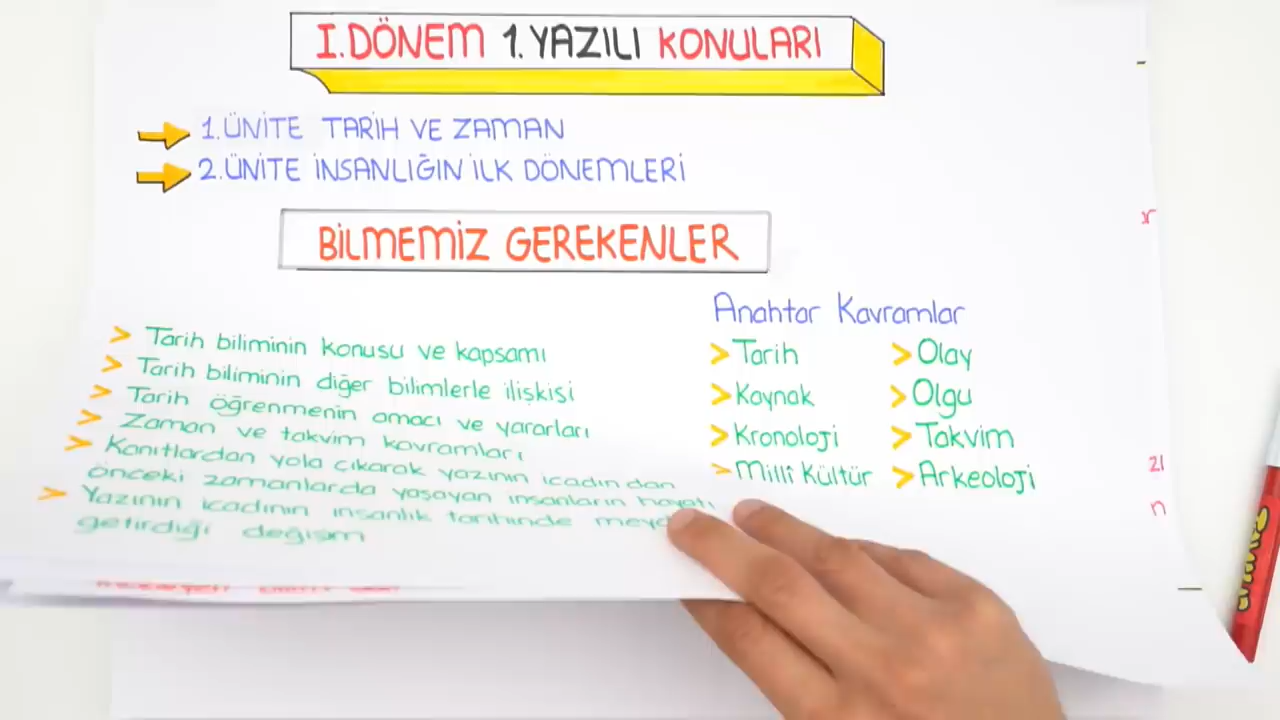 I.DÖNEM 1.YAZILI KONULARI
1.ÜNİTE TARİH VE ZAMAN
2.ÜNİTE İNSANLIĞIN İLK DÖNEMLERİ
BİLMEMİZ GEREKENLER
> Tarih biliminin konusu ve kapsamı
> Tarih biliminin diğer bilimlerle ilişkisi
> Tarih öğrenmenin amacı ve yararları
> Zaman ve takvim kavramları
> Kanıtlardan yola çıkarak yazının icadından
önceki zamanlarda yaşayan insanların hayatı
> Yazının icadının insanlık tarihinde
getirdiği değişim
Anahtar Kavramlar
> Tarih
> Kaynak
> Kronoloji
> Millî Kültür
> Olay
> Olgu
> Takvim
> Arkeoloji